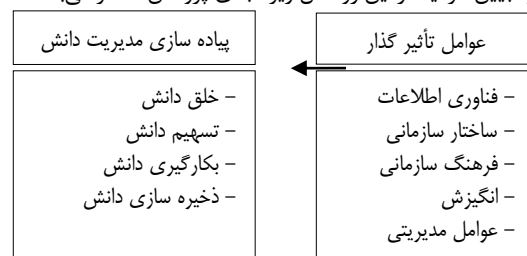 عوامل تأثیر گذار
- فناوری اطلاعات
- ساختار سازمانی
- فرهنگ سازمانی
- انگیزش
- عوامل مدیریتی
پیاده سازی مدیریت دانش
- خلق دانش
- تسهیم دانش
- بکارگیری دانش
- ذخیره سازی دانش